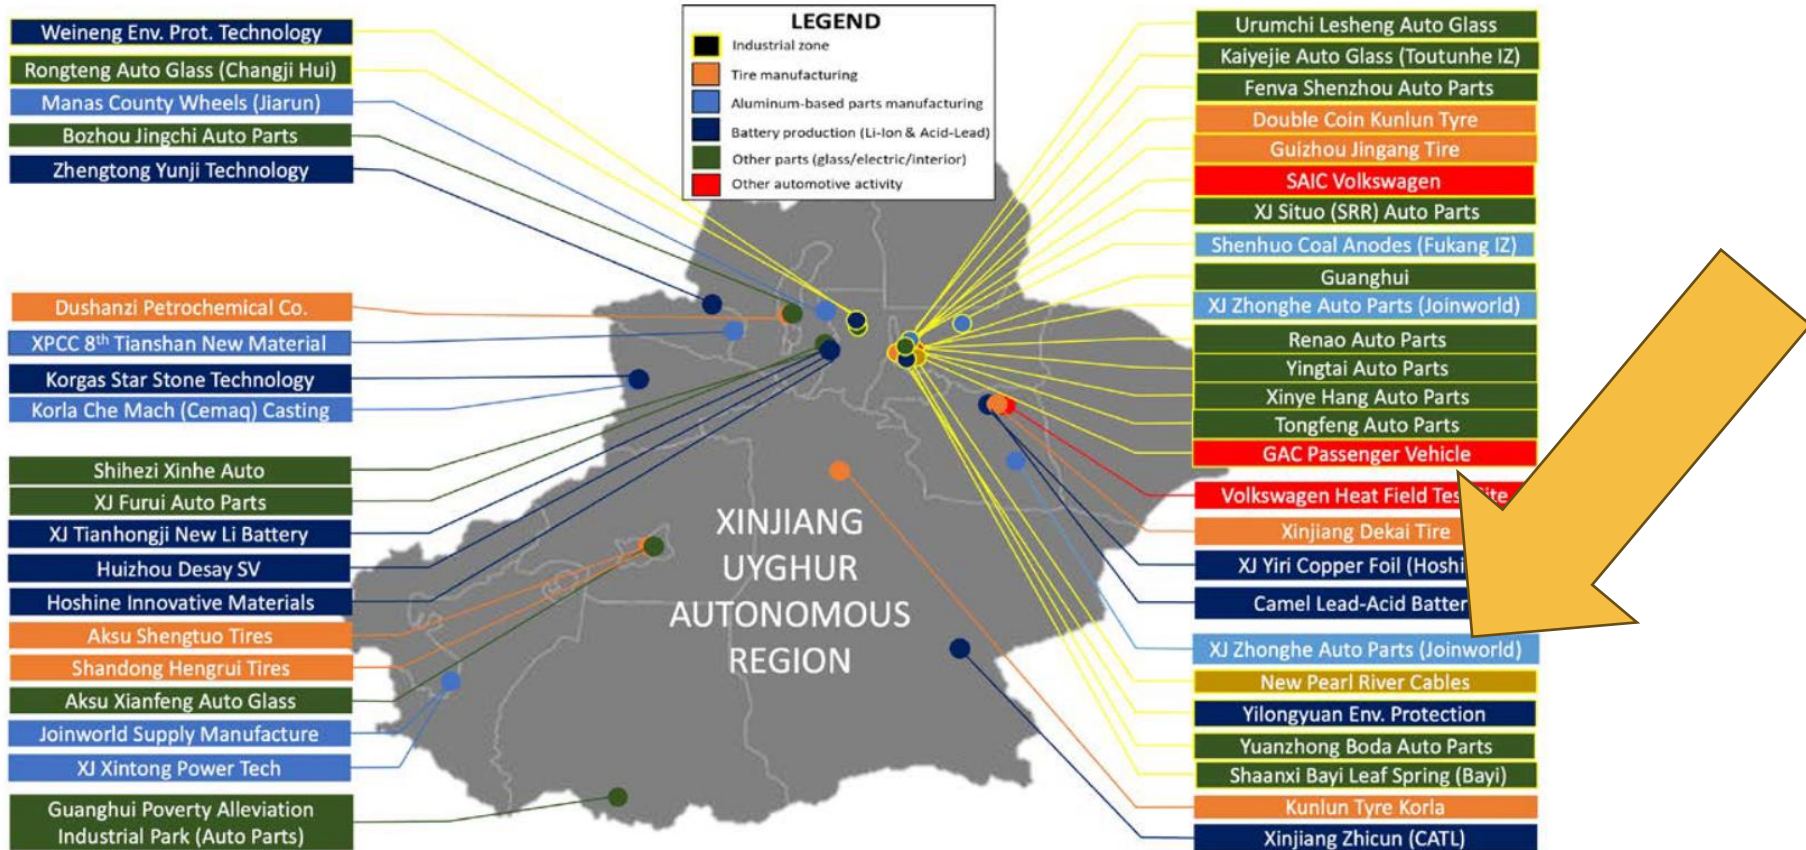 Weineng Env. Prot. Technology
Rongteng Auto Glass (Changji Hui)
Manas County Wheels (Jiarun)
Bozhou Jingchi Auto Parts
Zhengtong Yunji Technology
Dushanzi Petrochemical Co.
XPCC 8th Tianshan New Material
Korgas Star Stone Technology
Korla Che Mach (Cemaq) Casting
Shihezi Xinhe Auto
XJ Furui Auto Parts
XJ Tianhongji New Li Battery
Huizhou Desay SV
Hoshine Innovative Materials
Aksu Shengtuo Tires
Shandong Hengrui Tires
Aksu Xianfeng Auto Glass
Joinworld Supply Manufacture
XJ Xintong Power Tech
Guanghui Poverty Alleviation
Industrial Park (Auto Parts)
LEGEND
Industrial zone
Tire manufacturing
Aluminum-based parts manufacturing
Battery production (Li-Ion & Acid-Lead)
Other parts (glass/electric/interior)
Other automotive activity
XINJIANG
UYGHUR
AUTONOMOUS
REGION
Urumchi Lesheng Auto Glass
Kaiyejie Auto Glass (Toutunhe IZ)
Fenva Shenzhou Auto Parts
Double Coin Kunlun Tyre
Guizhou Jingang Tire
SAIC Volkswagen
XJ Situo (SRR) Auto Parts
Shenhuo Coal Anodes (Fukang IZ)
Guanghui
XJ Zhonghe Auto Parts (Joinworld)
Renao Auto Parts
Yingtai Auto Parts
Xinye Hang Auto Parts
Tongfeng Auto Parts
GAC Passenger Vehicle
Volkswagen Heat Field Tes ite
Xinjiang Dekai Tire
XJ Yiri Copper Foil (Hoshi
Camel Lead-Acid Batter
XJ Zhonghe Auto Parts (Joinworld)
New Pearl River Cables
Yilongyuan Env. Protection
Yuanzhong Boda Auto Parts
Shaanxi Bayi Leaf Spring (Bayi)
Kunlun Tyre Korla
Xinjiang Zhicun (CATL)